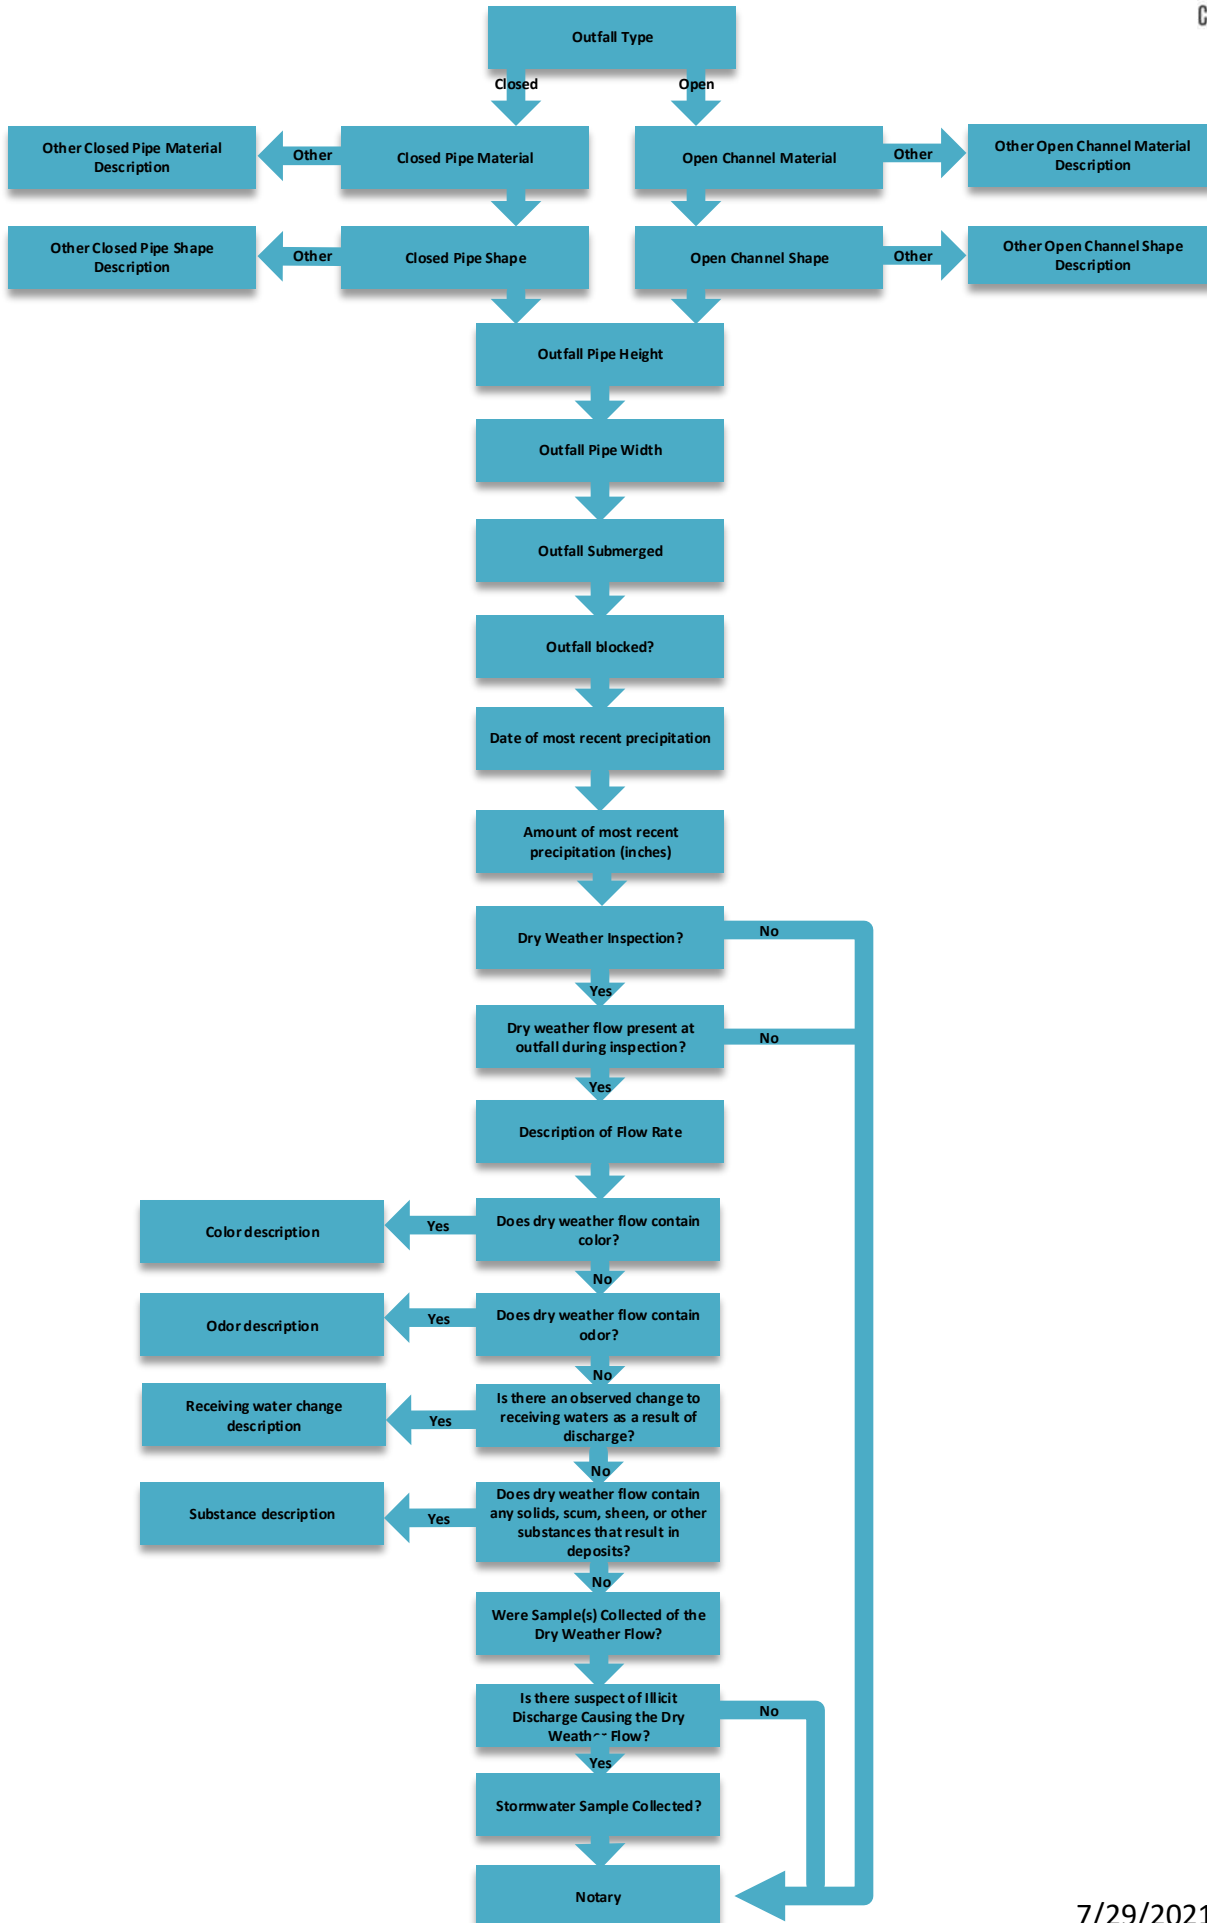 C
Outfall Type
Closed
Open
Other Closed Pipe Material
Description
Other
Closed Pipe Material
Open Channel Material
Other
Other Open Channel Material
Description
Other Closed Pipe Shape
Description
Other
Closed Pipe Shape
Open Channel Shape
Other
Other Open Channel Shape
Description
Outfall Pipe Height
Outfall Pipe Width
Outfall Submerged
Outfall blocked?
Date of most recent precipitation
Amount of most recent
precipitation (inches)
Dry Weather Inspection?
No
Yes
Dry weather flow present at
outfall during inspection?
No
Yes
Description of Flow Rate
Color description
Yes
Does dry weather flow contain
color?
No
Odor description
Yes
Does dry weather flow contain
odor?
No
Receiving water change
description
Yes
Is there an observed change to
receiving waters as a result of
discharge?
No
Substance description
Yes
Does dry weather flow contain
any solids, scum, sheen, or other
substances that result in
deposits?
No
Were Sample(s) Collected of the
Dry Weather Flow?
Is there suspect of Illicit
Discharge Causing the Dry
Weather Flow?
No
Yes
Stormwater Sample Collected?
Notary
7/29/2021